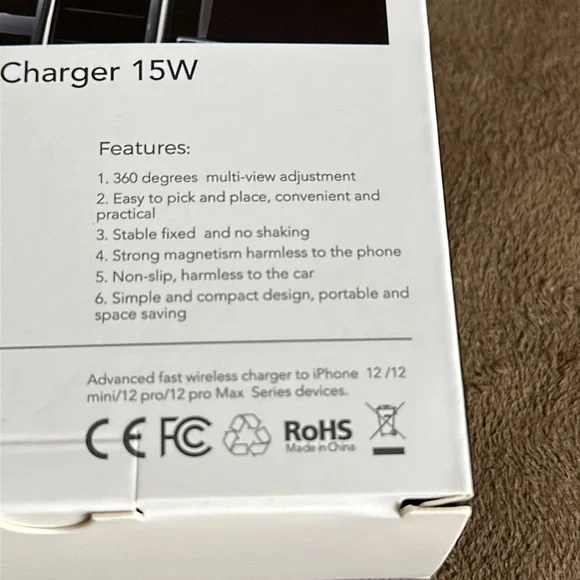 Charger 15W
Features:
1. 360 degrees multi-view adjustment
2. Easy to pick and place, convenient and
practical
3. Stable fixed and no shaking
4. Strong magnetism harmless to the phone
5. Non-slip, harmless to the car
6. Simple and compact design, portable and
space saving
Advanced fast wireless charger to iPhone 12 /12
mini/12 pro/12 pro Max Series devices.
CE FC RoHS
Made in China